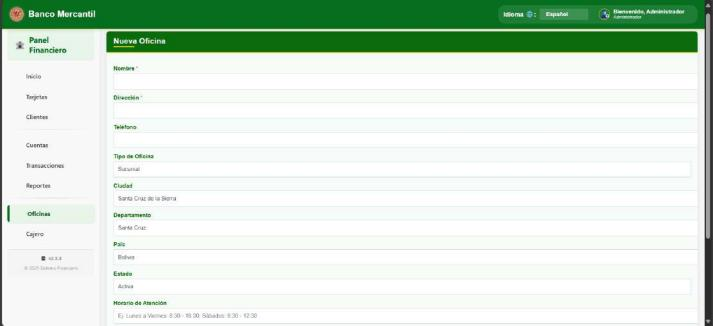 Banco Mercantil
Idioma : Español
Bienvenido, Administrador
Administrador
Panel
Financiero
Inicio
Tarjetas
Clientes
Cuentas
Transacciones
Reportes
Oficinas
Cajero
v2.3.4
© 2025 Sistema Financiero
Nueva Oficina
Nombre *
Dirección *
Teléfono
Tipo de Oficina
Sucursal
Ciudad
Santa Cruz de la Sierra
Departamento
Santa Cruz
País
Bolivia
Estado
Activa
Horario de Atención
Ej: Lunes a Viernes: 8:30 - 16:30, Sábados: 8:30 - 12:30